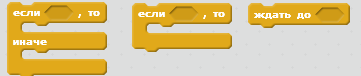 если , то
иначе
если , то
ждать до